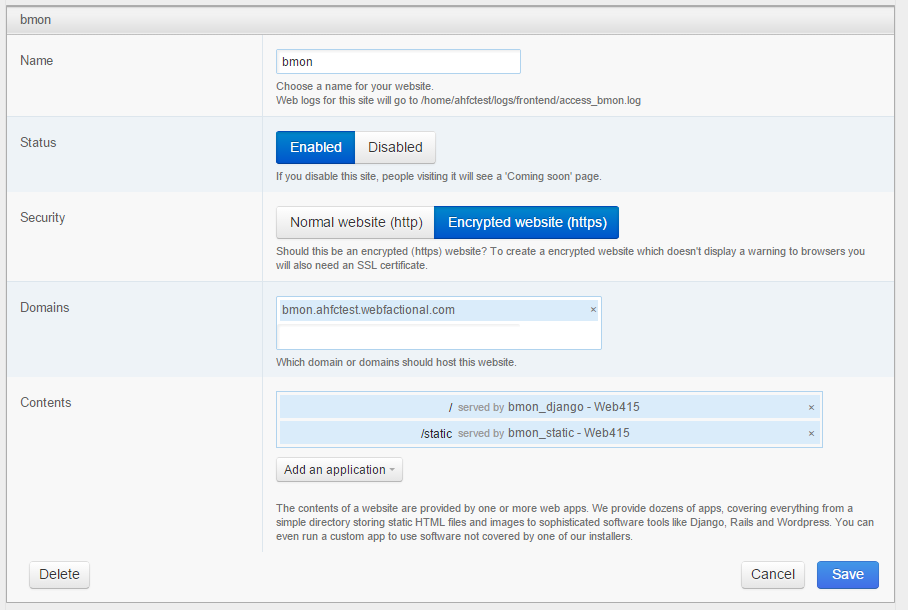 bmon
Name
bmon
Choose a name for your website.
Web logs for this site will go to /home/ahfctest/logs/frontend/access_bmon.log
Status
Enabled Disabled
If you disable this site, people visiting it will see a 'Coming soon' page.
Security
Normal website (http) Encrypted website (https)
Should this be an encrypted (https) website? To create a encrypted website which doesn't display a warning to browsers you
will also need an SSL certificate.
Domains
bmon.ahfctest.webfactional.com ×
Which domain or domains should host this website.
Contents
/ served by bmon_django - Web415 ×
/static served by bmon_static - Web415 ×
Add an application
The contents of a website are provided by one or more web apps. We provide dozens of apps, covering everything from a
simple directory storing static HTML files and images to sophisticated software tools like Django, Rails and Wordpress. You can
even run a custom app to use software not covered by one of our installers.
Delete Cancel Save